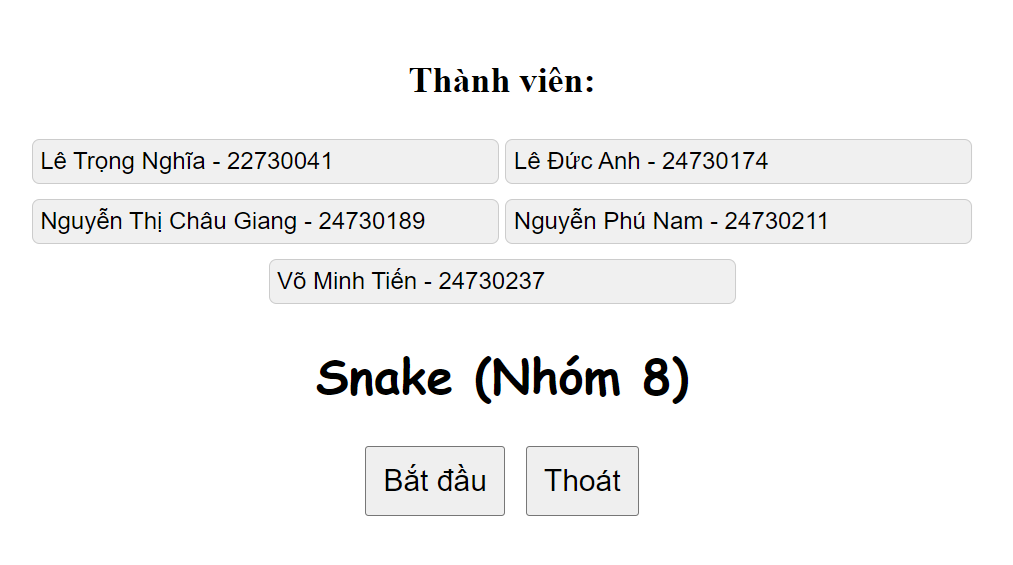 Thành viên:
Lê Trọng Nghĩa - 22730041
Lê Đức Anh - 24730174
Nguyễn Thị Châu Giang - 24730189
Nguyễn Phú Nam - 24730211
Võ Minh Tiến - 24730237
Snake (Nhóm 8)
Bắt đầu
Thoát